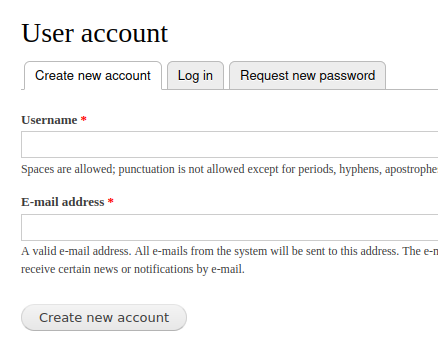 User account
Create new account Log in Request new password
Username *
Spaces are allowed; punctuation is not allowed except for periods, hyphens, apostrophe
E-mail address *
A valid e-mail address. All e-mails from the system will be sent to this address. The e-
receive certain news or notifications by e-mail.
Create new account